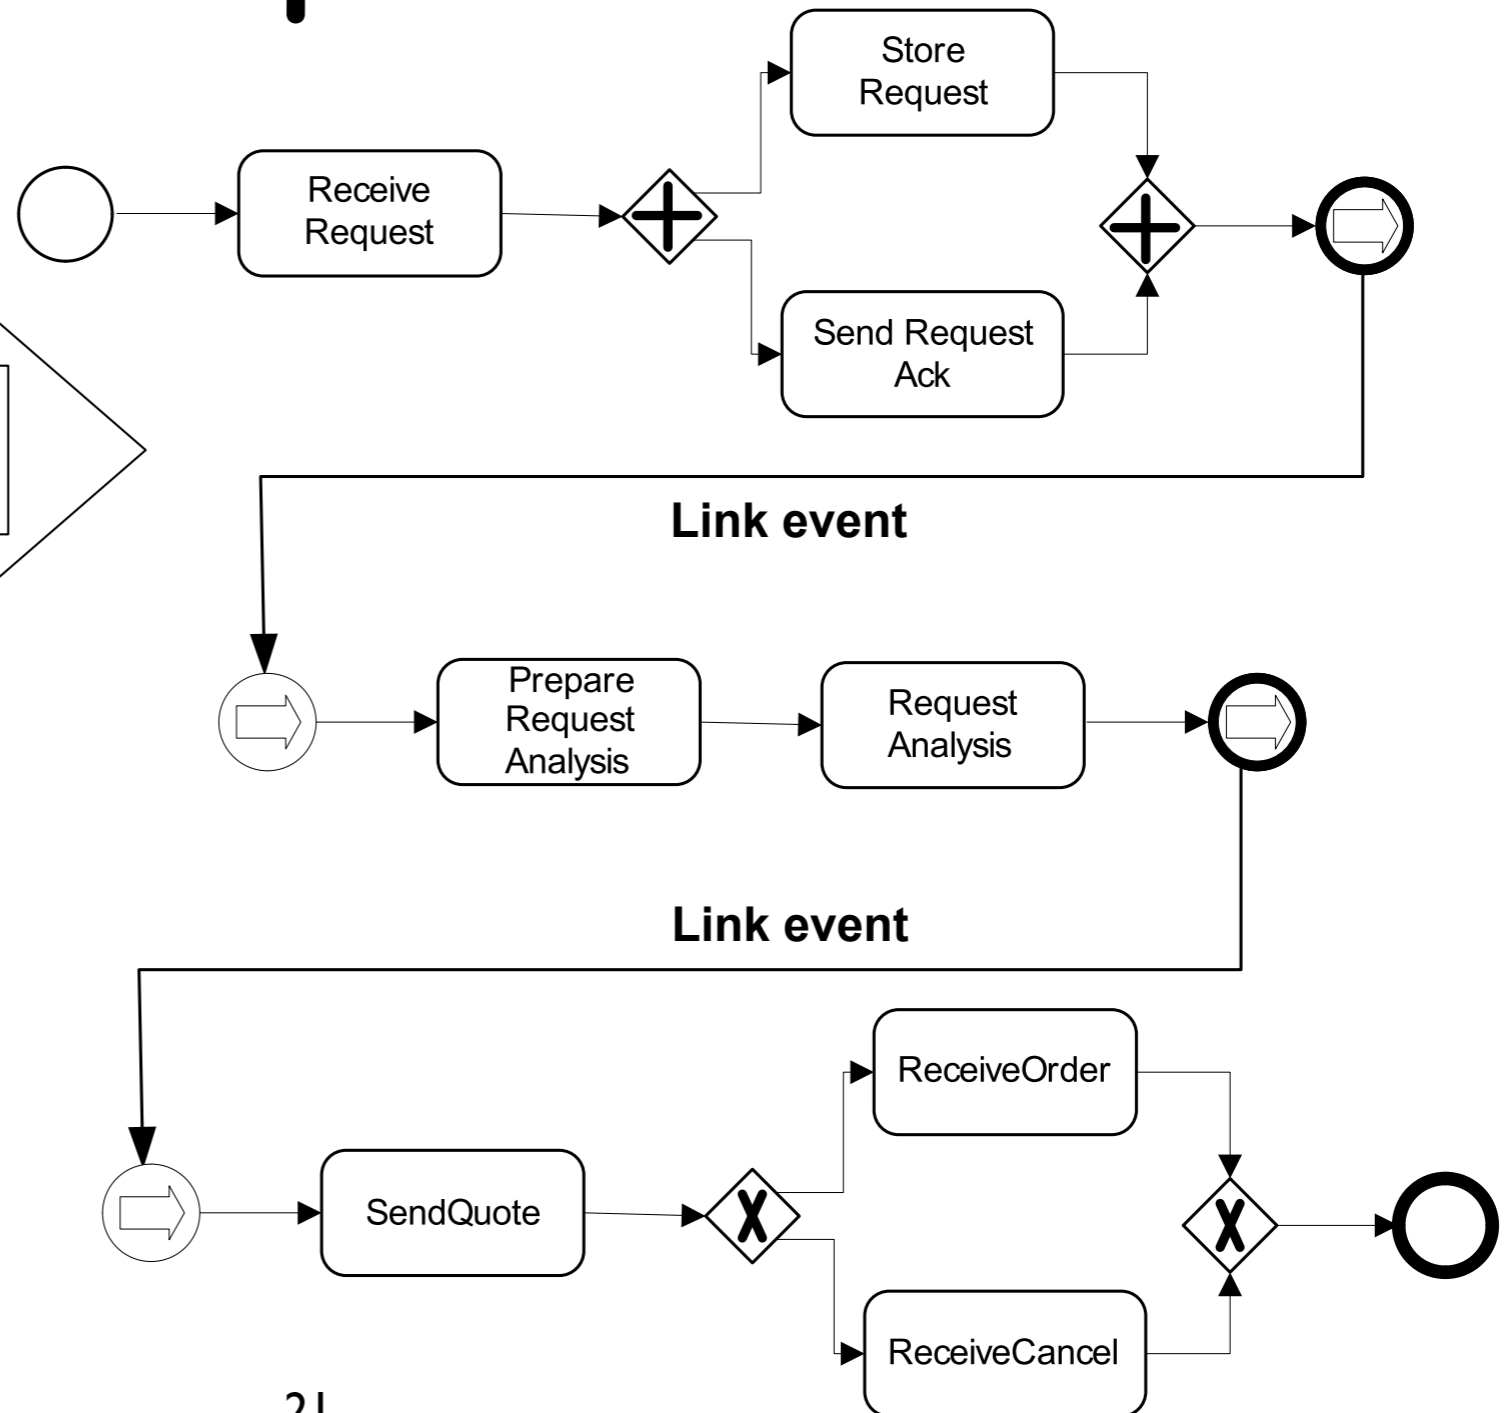 Store
Request
Receive
Request
Send Request
Ack
Link event
Prepare
Request
Analysis
Request
Analysis
Link event
ReceiveOrder
SendQuote
ReceiveCancel
21